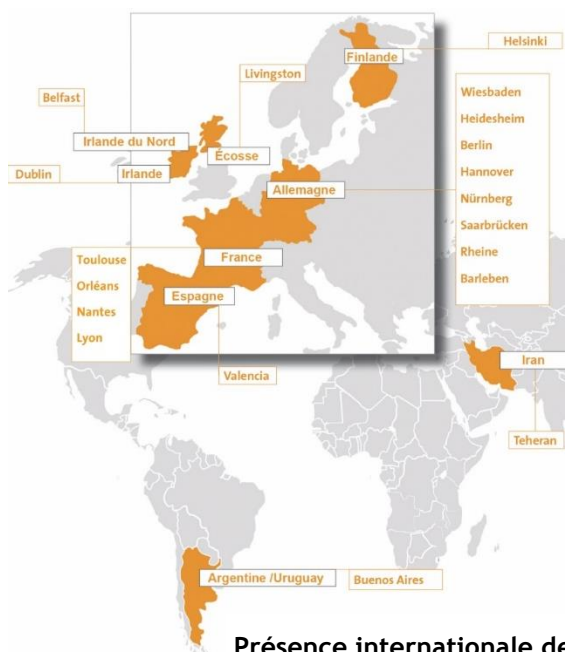 Helsinki
Finlande
Livingston
Belfast
Irlande du Nord
Écosse
Dublin
Irlande
Allemagne
Wiesbaden
Heidesheim
Berlin
Hannover
Nürnberg
Saarbrücken
Rheine
Barleben
Toulouse
Orléans
Nantes
Lyon
France
Espagne
Valencia
Iran
Teheran
Argentine /Uruguay
Buenos Aires
Présence internationale de